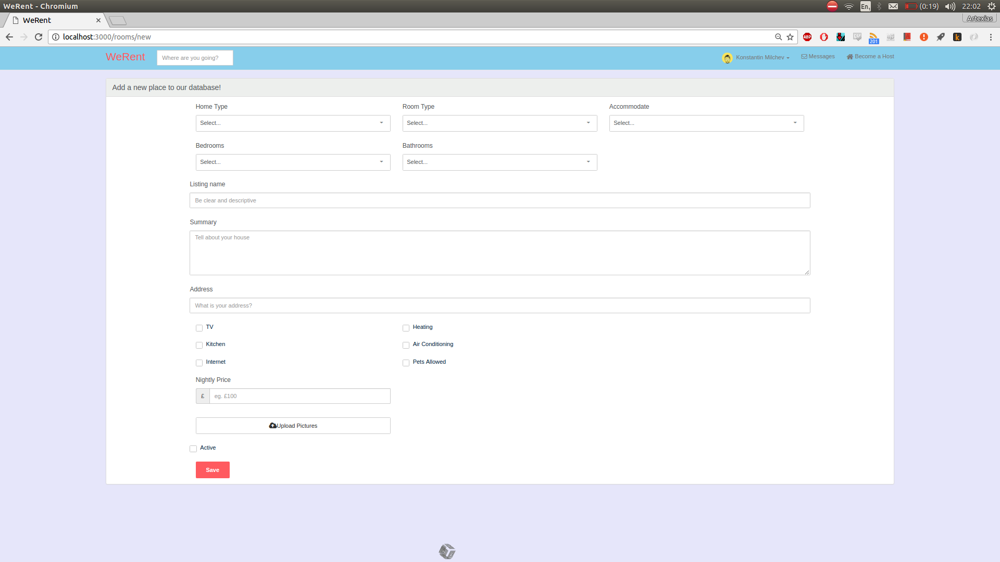 WeRent - Chromium
En1
(0:19)
22:02
WeRent
Artexias
localhost:3000/rooms/new
ABP
CSS
201
k
WeRent
Where are you going?
Konstantin Milchev
Messages
Become a Host
Add a new place to our database!
Home Type
Room Type
Accommodate
Select...
Select...
Select...
Bedrooms
Bathrooms
Select...
Select...
Listing name
Be clear and descriptive
Summary
Tell about your house
Address
What is your address?
TV
Heating
Kitchen
Air Conditioning
Internet
Pets Allowed
Nightly Price
£
eg. £100
Upload Pictures
Active
Save